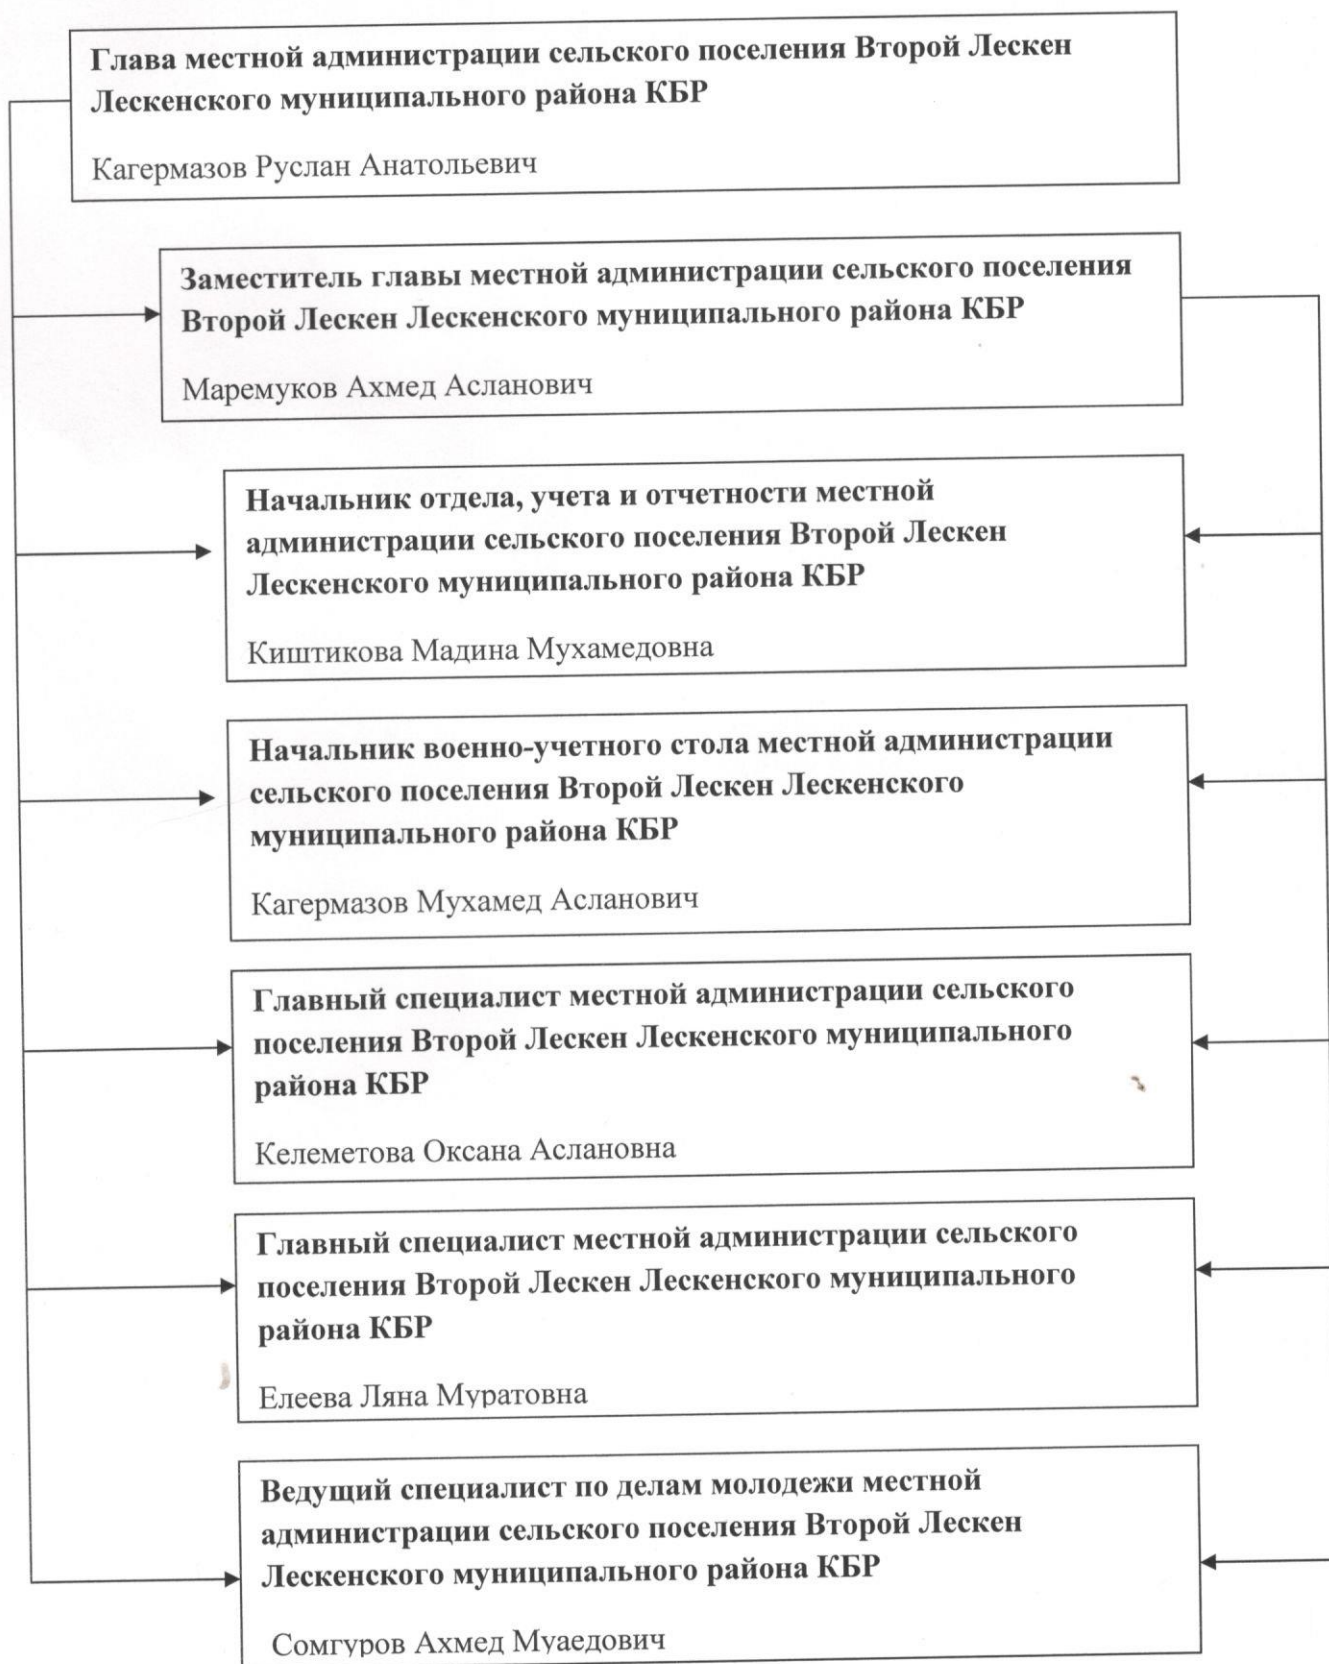 Глава местной администрации сельского поселения Второй Лескен
Лескенского муниципального района КБР
Кагермазов Руслан Анатольевич
Заместитель главы местной администрации сельского поселения
Второй Лескен Лескенского муниципального района КБР
Маремуков Ахмед Асланович
Начальник отдела, учета и отчетности местной
администрации сельского поселения Второй Лескен
Лескенского муниципального района КБР
Киштикова Мадина Мухамедовна
Начальник военно-учетного стола местной администрации
сельского поселения Второй Лескен Лескенского
муниципального района КБР
Кагермазов Мухамед Асланович
Главный специалист местной администрации сельского
поселения Второй Лескен Лескенского муниципального
района КБР
Келеметова Оксана Аслановна
Главный специалист местной администрации сельского
поселения Второй Лескен Лескенского муниципального
района КБР
Елеева Ляна Муратовна
Ведущий специалист по делам молодежи местной
администрации сельского поселения Второй Лескен
Лескенского муниципального района КБР
Сомгуров Ахмед Муаедович